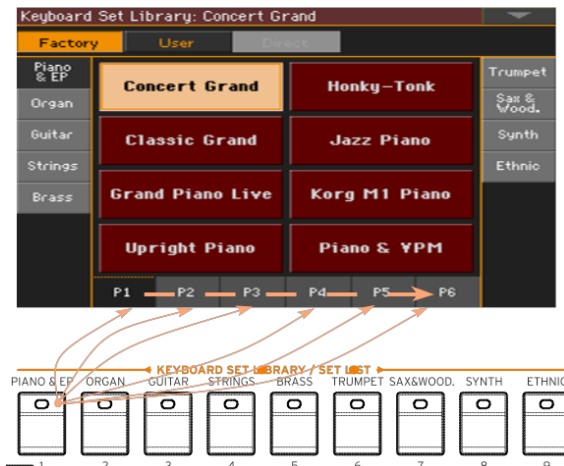 Keyboard Set Library: Concert Grand
Factory User Direct
Piano & EP
Organ
Guitar
Strings
Brass
Concert Grand Honky-Tonk
Classic Grand Jazz Piano
Grand Piano Live Korg M1 Piano
Upright Piano Piano & YPM
Trumpet
Sax & Wood.
Synth
Ethnic
P1 P2 P3 P4 P5 P6
KEYBOARD SET LIBRARY / SET LIST
PIANO & EP ORGAN GUITAR STRINGS BRASS TRUMPET SAX&WOOD. SYNTH ETHNIC
1 2 3 4 5 6 7 8 9